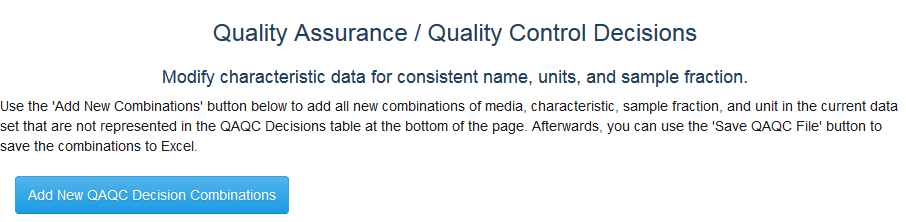 Quality Assurance / Quality Control Decisions
Modify characteristic data for consistent name, units, and sample fraction.
Use the 'Add New Combinations' button below to add all new combinations of media, characteristic, sample fraction, and unit in the current data
set that are not represented in the QAQC Decisions table at the bottom of the page. Afterwards, you can use the 'Save QAQC File' button to
save the combinations to Excel.
Add New QAQC Decision Combinations